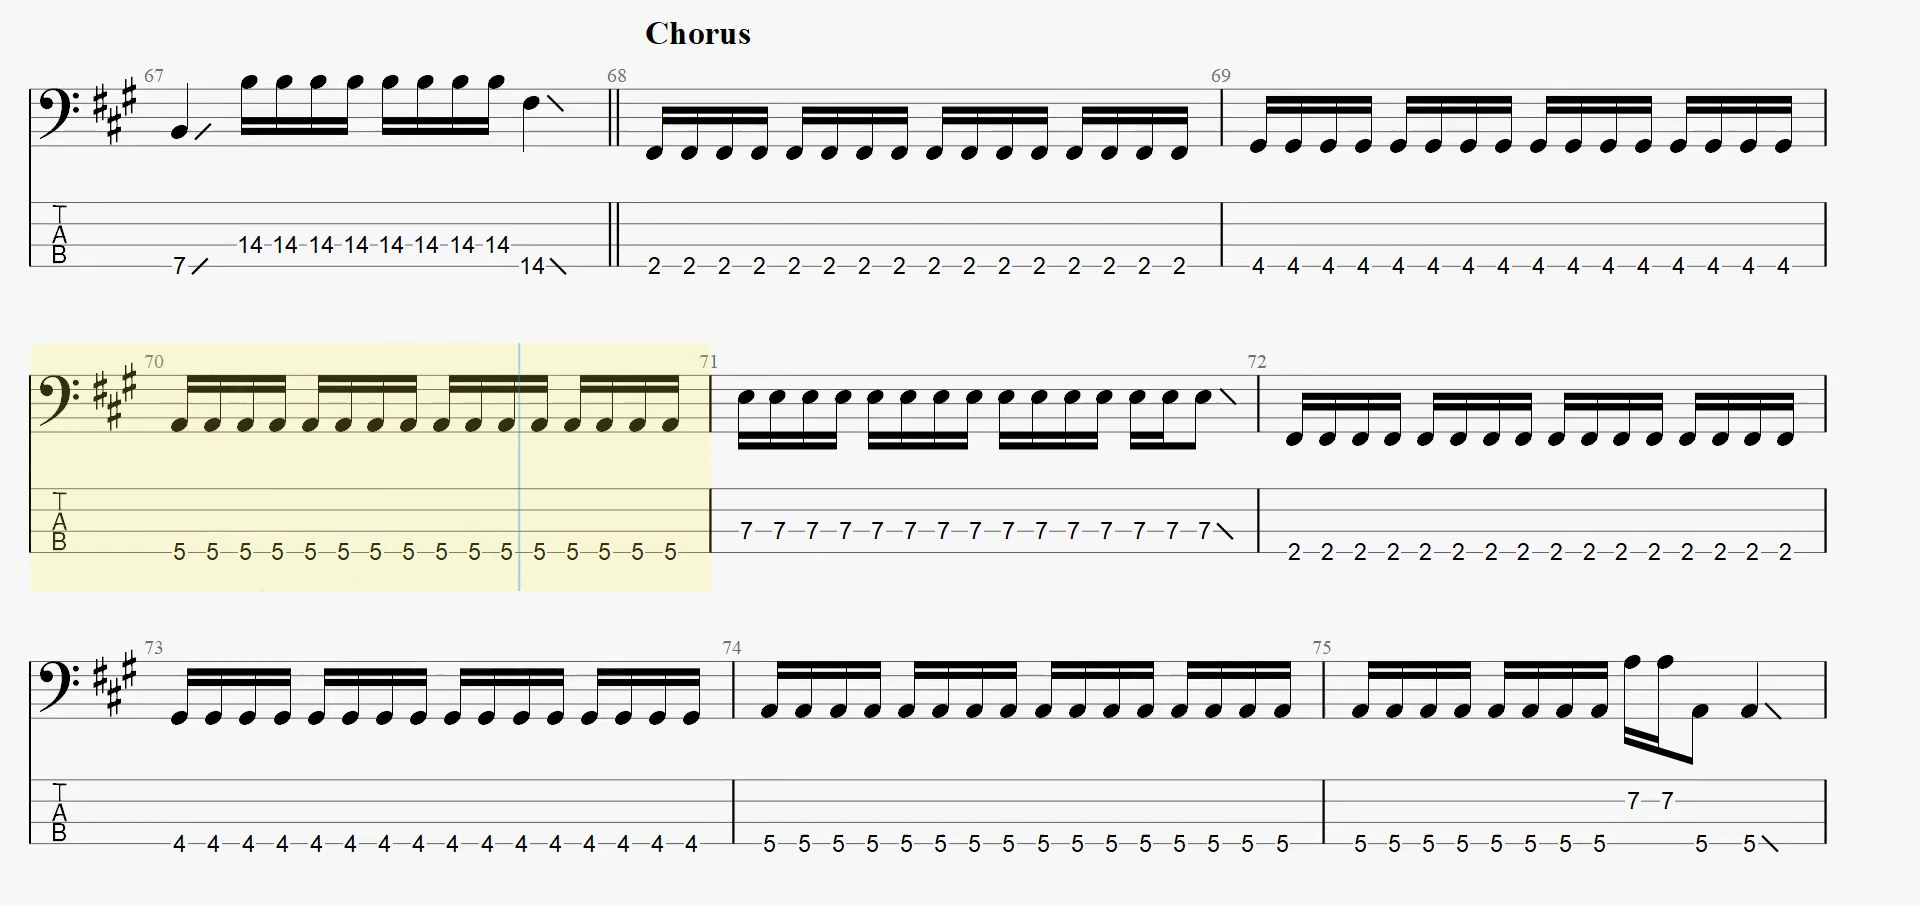 Chorus
67 68 69
T
A
B
14 14 14 14 14 14 14 14
7 14 2 2 2 2 2 2 2 2 2 2 2 2 2 2 2 2 4 4 4 4 4 4 4 4 4 4 4 4 4 4 4 4
70 71 72
T
A
B
7 7 7 7 7 7 7 7 7 7 7 7 7 7 7
5 5 5 5 5 5 5 5 5 5 5 5 5 5 5 5 2 2 2 2 2 2 2 2 2 2 2 2 2 2 2 2
73 74 75
T
A
B
7 7
4 4 4 4 4 4 4 4 4 4 4 4 4 4 4 4 5 5 5 5 5 5 5 5 5 5 5 5 5 5 5 5 5 5 5 5 5 5 5 5 5 5